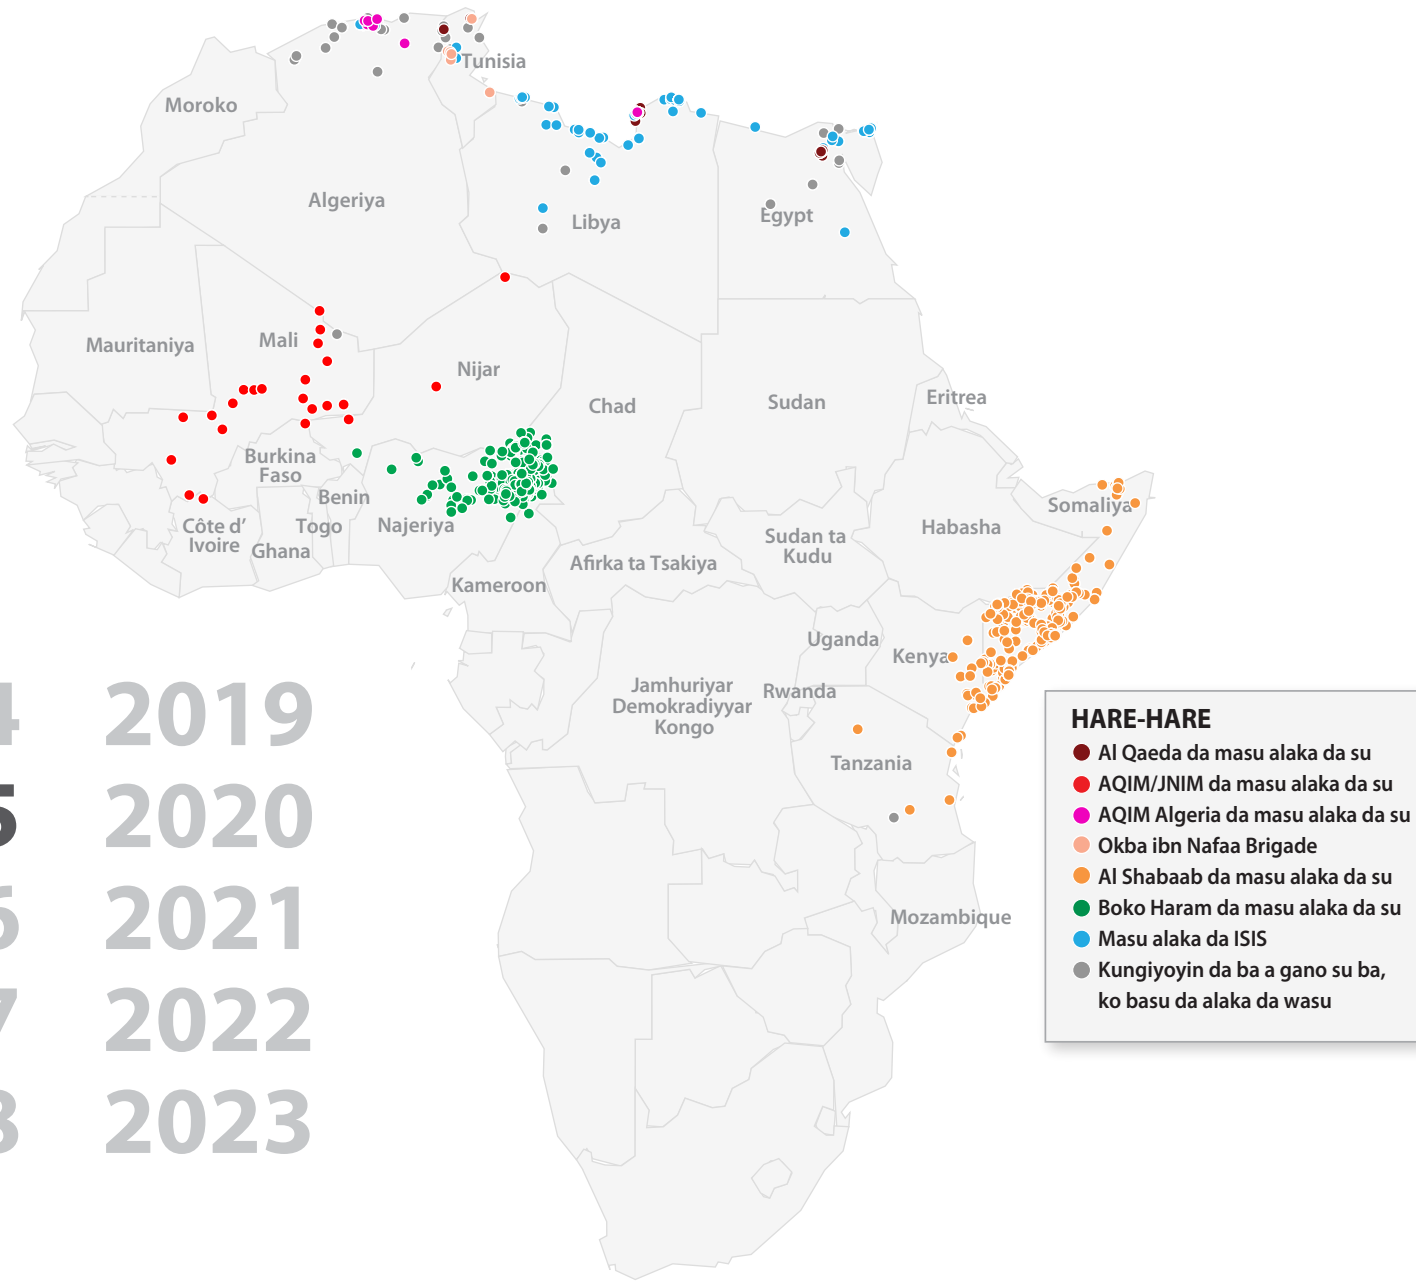 Tunisia
Moroko
Algeriya
Libya
Egypt
Mauritaniya
Mali
Nijar
Chad
Sudan
Eritrea
Burkina
Faso
Benin
Togo
Côte d'
Ivoire
Ghana
Najeriya
Kameroon
Afirka ta Tsakiya
Sudan ta
Kudu
Habasha
Somaliya
Uganda
Kenya
Rwanda
Jamhuriyar
Demokradiyyar
Kongo
Tanzania
Mozambique
4 2019
5 2020
6 2021
7 2022
8 2023
HARE-HARE
Al Qaeda da masu alaka da su
AQIM/JNIM da masu alaka da su
AQIM Algeria da masu alaka da su
Okba ibn Nafaa Brigade
Al Shabaab da masu alaka da su
Boko Haram da masu alaka da su
Masu alaka da ISIS
Kungiyoyin da ba a gano su ba,
ko basu da alaka da wasu